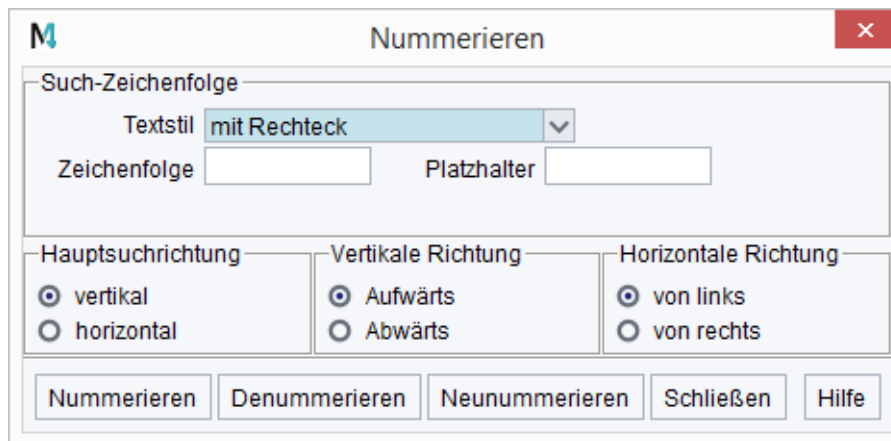 M4 Nummerieren ×
Such-Zeichenfolge
Textstil mit Rechteck
Zeichenfolge Platzhalter
Hauptsuchrichtung Vertikale Richtung Horizontale Richtung
vertikal Aufwärts von links
horizontal Abwärts von rechts
Nummerieren Denummerieren Neunummerieren Schließen Hilfe